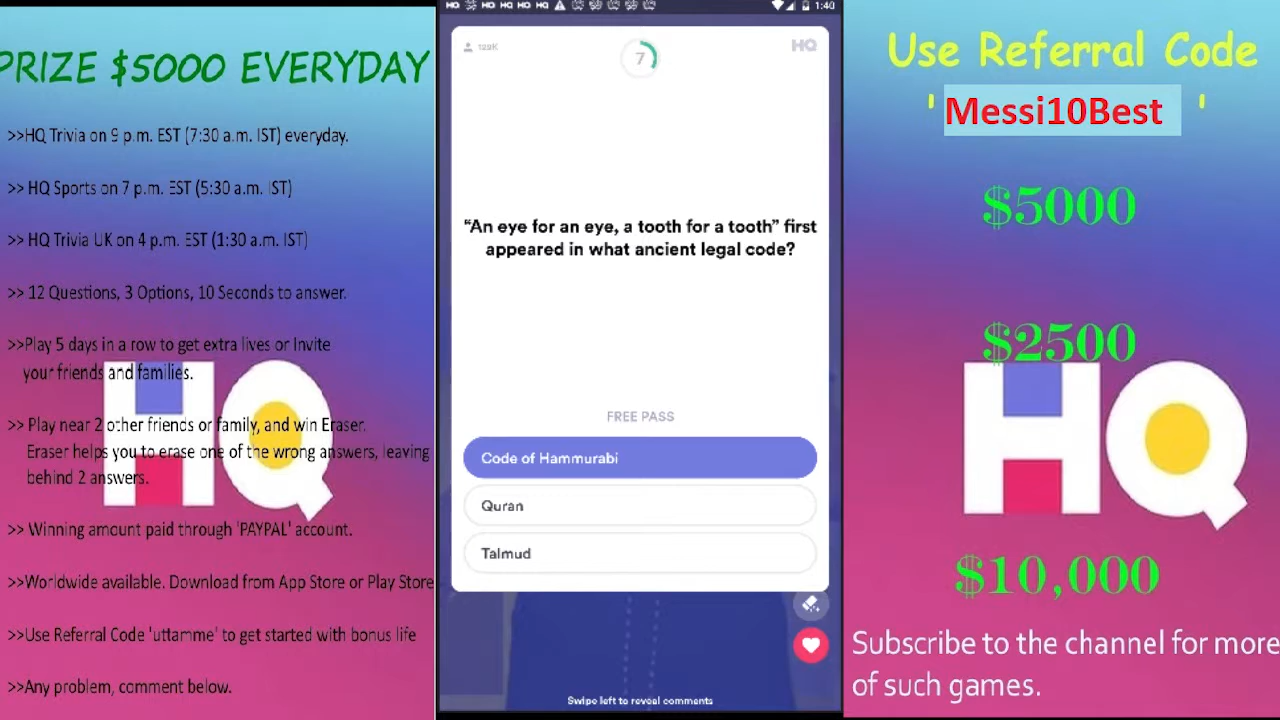 PRIZE $5000 EVERYDAY
>>HQ Trivia on 9 p.m. EST (7:30 a.m. IST) everyday.
>> HQ Sports on 7 p.m. EST (5:30 a.m. IST)
>> HQ Trivia UK on 4 p.m. EST (1:30 a.m. IST)
>> 12 Questions, 3 Options, 10 Seconds to answer.
>>Play 5 days in a row to get extra lives or Invite
your friends and families.
>> Play near 2 other friends or family, and win Eraser.
Eraser helps you to erase one of the wrong answers, leaving
behind 2 answers.
>> Winning amount paid through 'PAYPAL' account.
>>Worldwide available. Download from App Store or Play Store
>>Use Referral Code 'uttamme' to get started with bonus life
>>Any problem, comment below.
HQ
HQ HQ HQ HQ HQ 1:40
7
HQ
“An eye for an eye, a tooth for a tooth” first
appeared in what ancient legal code?
FREE PASS
Code of Hammurabi
Quran
Talmud
Swipe left to reveal comments
Use Referral Code
' Messi10Best '
$5000
$2500
HQ
$10,000
Subscribe to the channel for more
of such games.